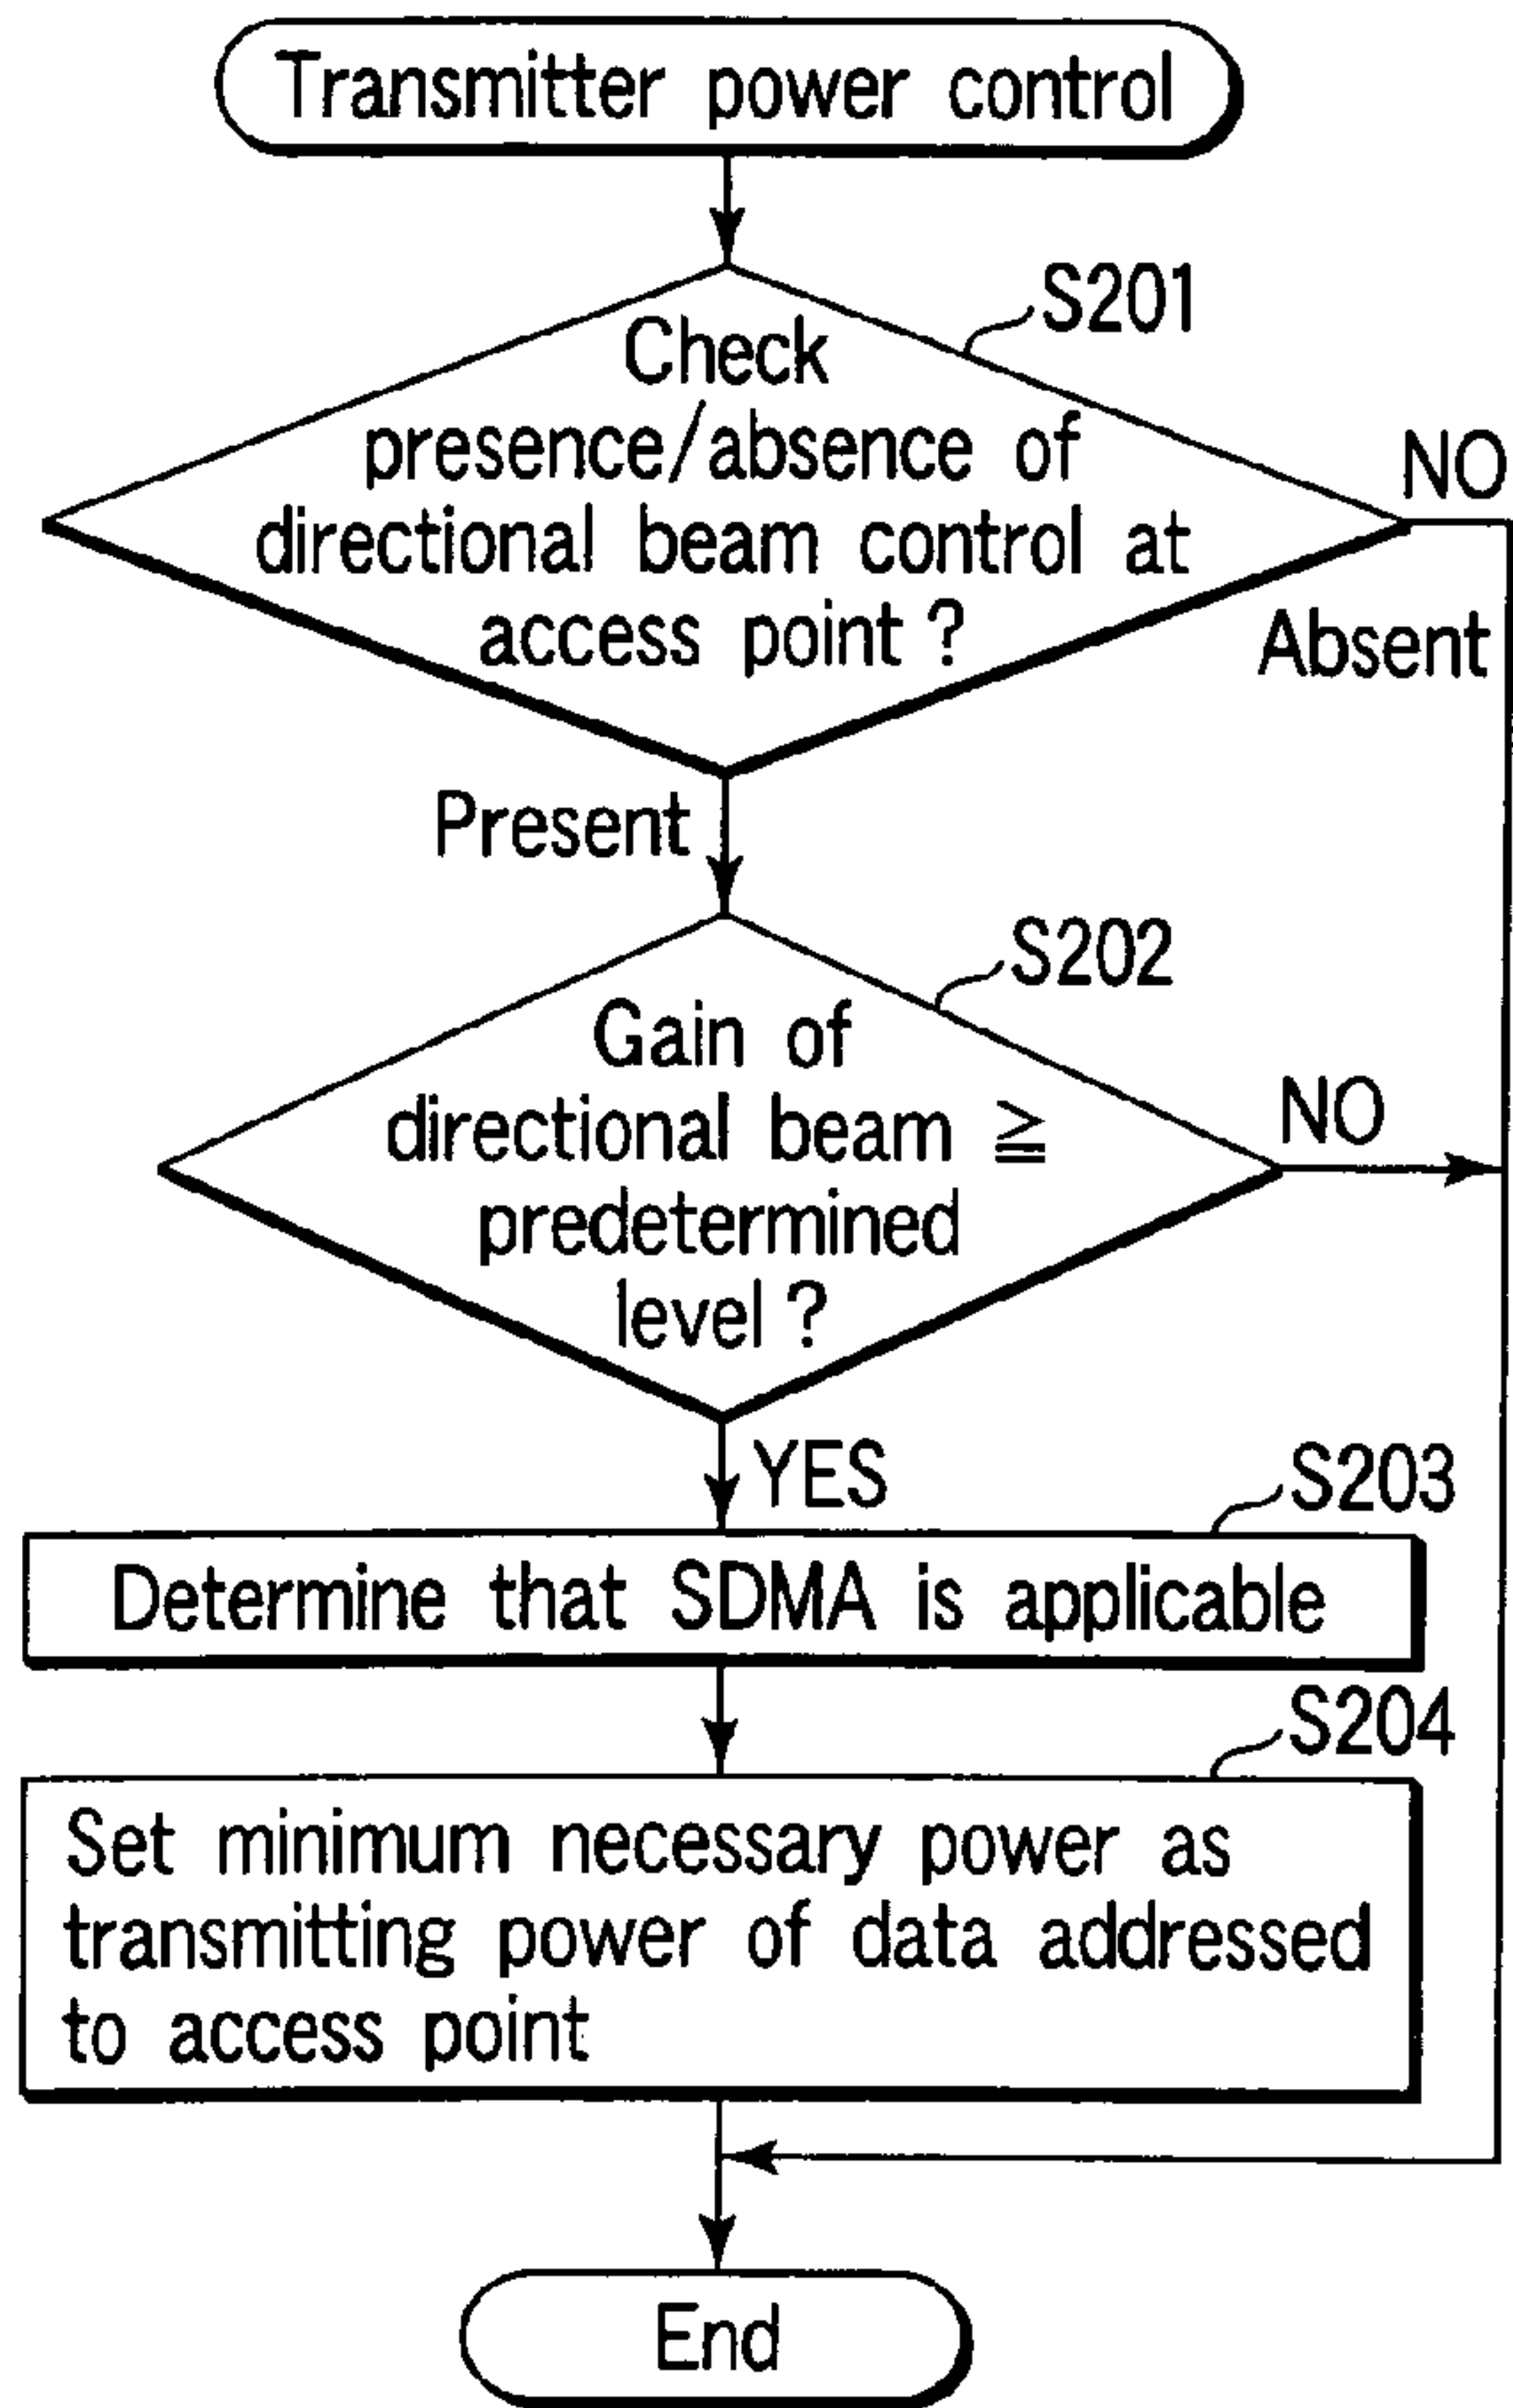 Transmitter power control
S201
Check
presence/absence of
directional beam control at
access point ?
NO
Absent
Present
S202
Gain of
directional beam ≧
predetermined
level ?
NO
YES
S203
Determine that SDMA is applicable
S204
Set minimum necessary power as
transmitting power of data addressed
to access point
End